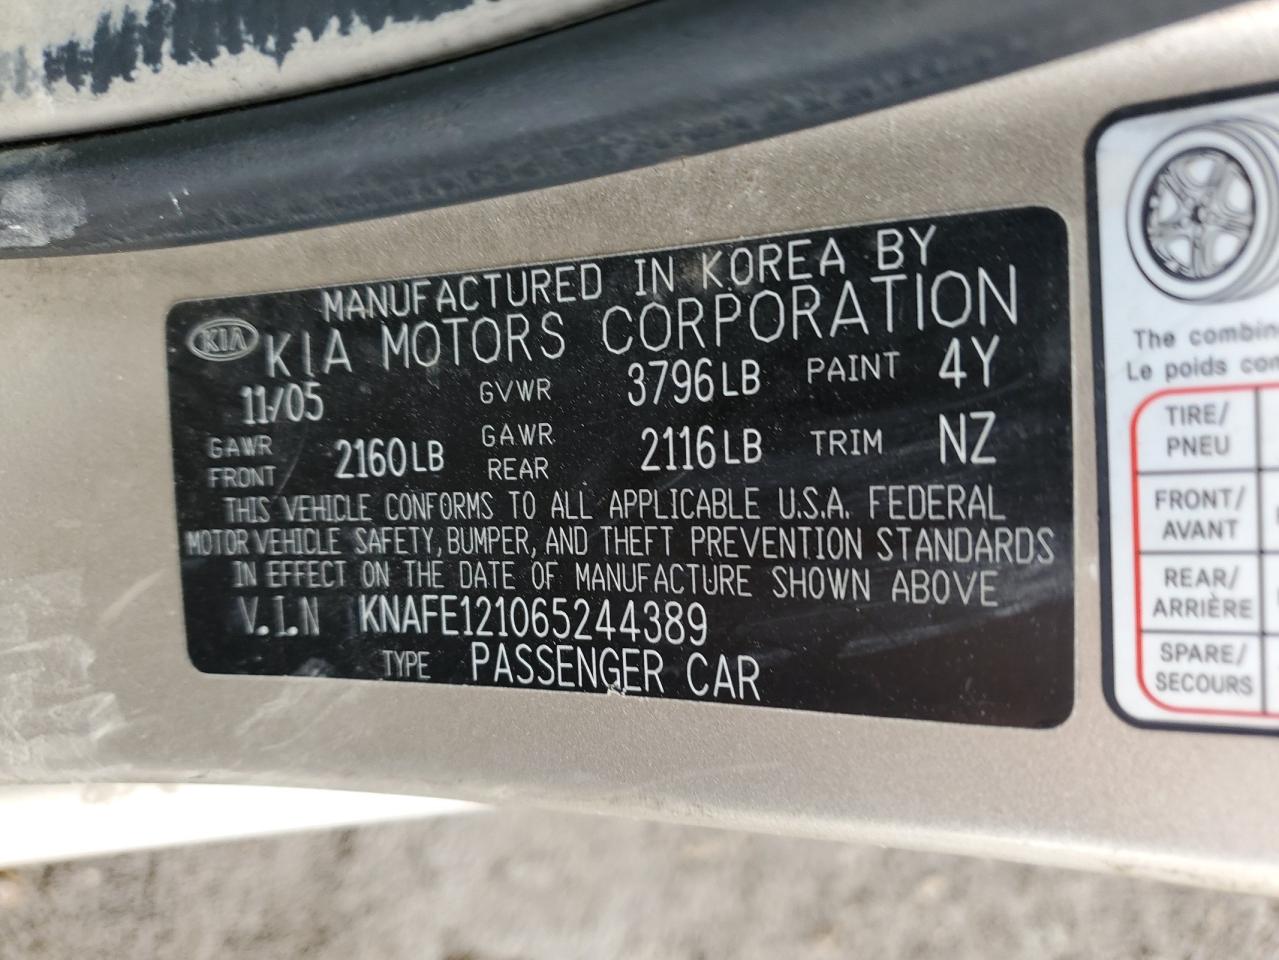 MANUFACTURED IN KOREA BY
KIA KIA MOTORS CORPORATION
11/05 GVWR 3796LB PAINT 4Y
GAWR FRONT 2160LB GAWR REAR 2116LB TRIM NZ
THIS VEHICLE CONFORMS TO ALL APPLICABLE U.S.A. FEDERAL
MOTOR VEHICLE SAFETY, BUMPER, AND THEFT PREVENTION STANDARDS
IN EFFECT ON THE DATE OF MANUFACTURE SHOWN ABOVE
V.I.N KNAFE121065244389
TYPE PASSENGER CAR
The combin
Le poids con
TIRE/
PNEU
FRONT/
AVANT
REAR/
ARRIÈRE
SPARE/
SECOURS